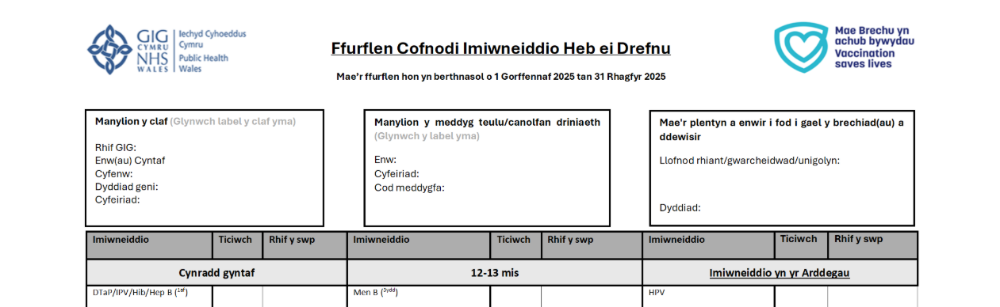 GIG
CYMRU
NHS
WALES
Iechyd Cyhoeddus
Cymru
Public Health
Wales
Ffurflen Cofnodi Imiwneiddio Heb ei Drefnu
Mae’r ffurflen hon yn berthnasol o 1 Gorffennaf 2025 tan 31 Rhagfyr 2025
Mae Brechu yn
achub bywydau
Vaccination
saves lives
Manylion y claf (Glynwch label y claf yma)
Rhif GIG:
Enw(au) Cyntaf
Cyfenw:
Dyddiad geni:
Cyfeiriad:
Manylion y meddyg teulu/canolfan driniaeth
(Glynwch y label yma)
Enw:
Cyfeiriad:
Cod meddygfa:
Mae'r plentyn a enwir i fod i gael y brechiad(au) a
ddewisir
Llofnod rhiant/gwarcheidwad/unigolyn:
Dyddiad:
Imiwneiddio Ticiwch Rhif y swp Imiwneiddio Ticiwch Rhif y swp Imiwneiddio Ticiwch Rhif y swp
Cynradd gyntaf 12-13 mis Imiwneiddio yn yr Arddegau
DTaP/IPV/Hib/Hep B (1af) Men B (3ydd) HPV